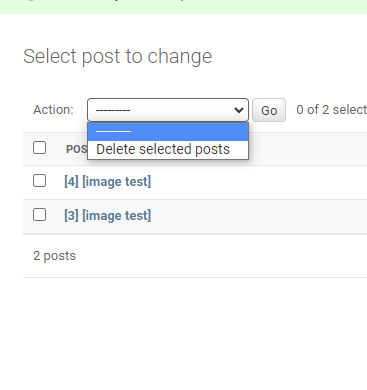 Select post to change
Action: --------- Go 0 of 2 select
---------
Delete selected posts
POS
[4] [image test]
[3] [image test]
2 posts